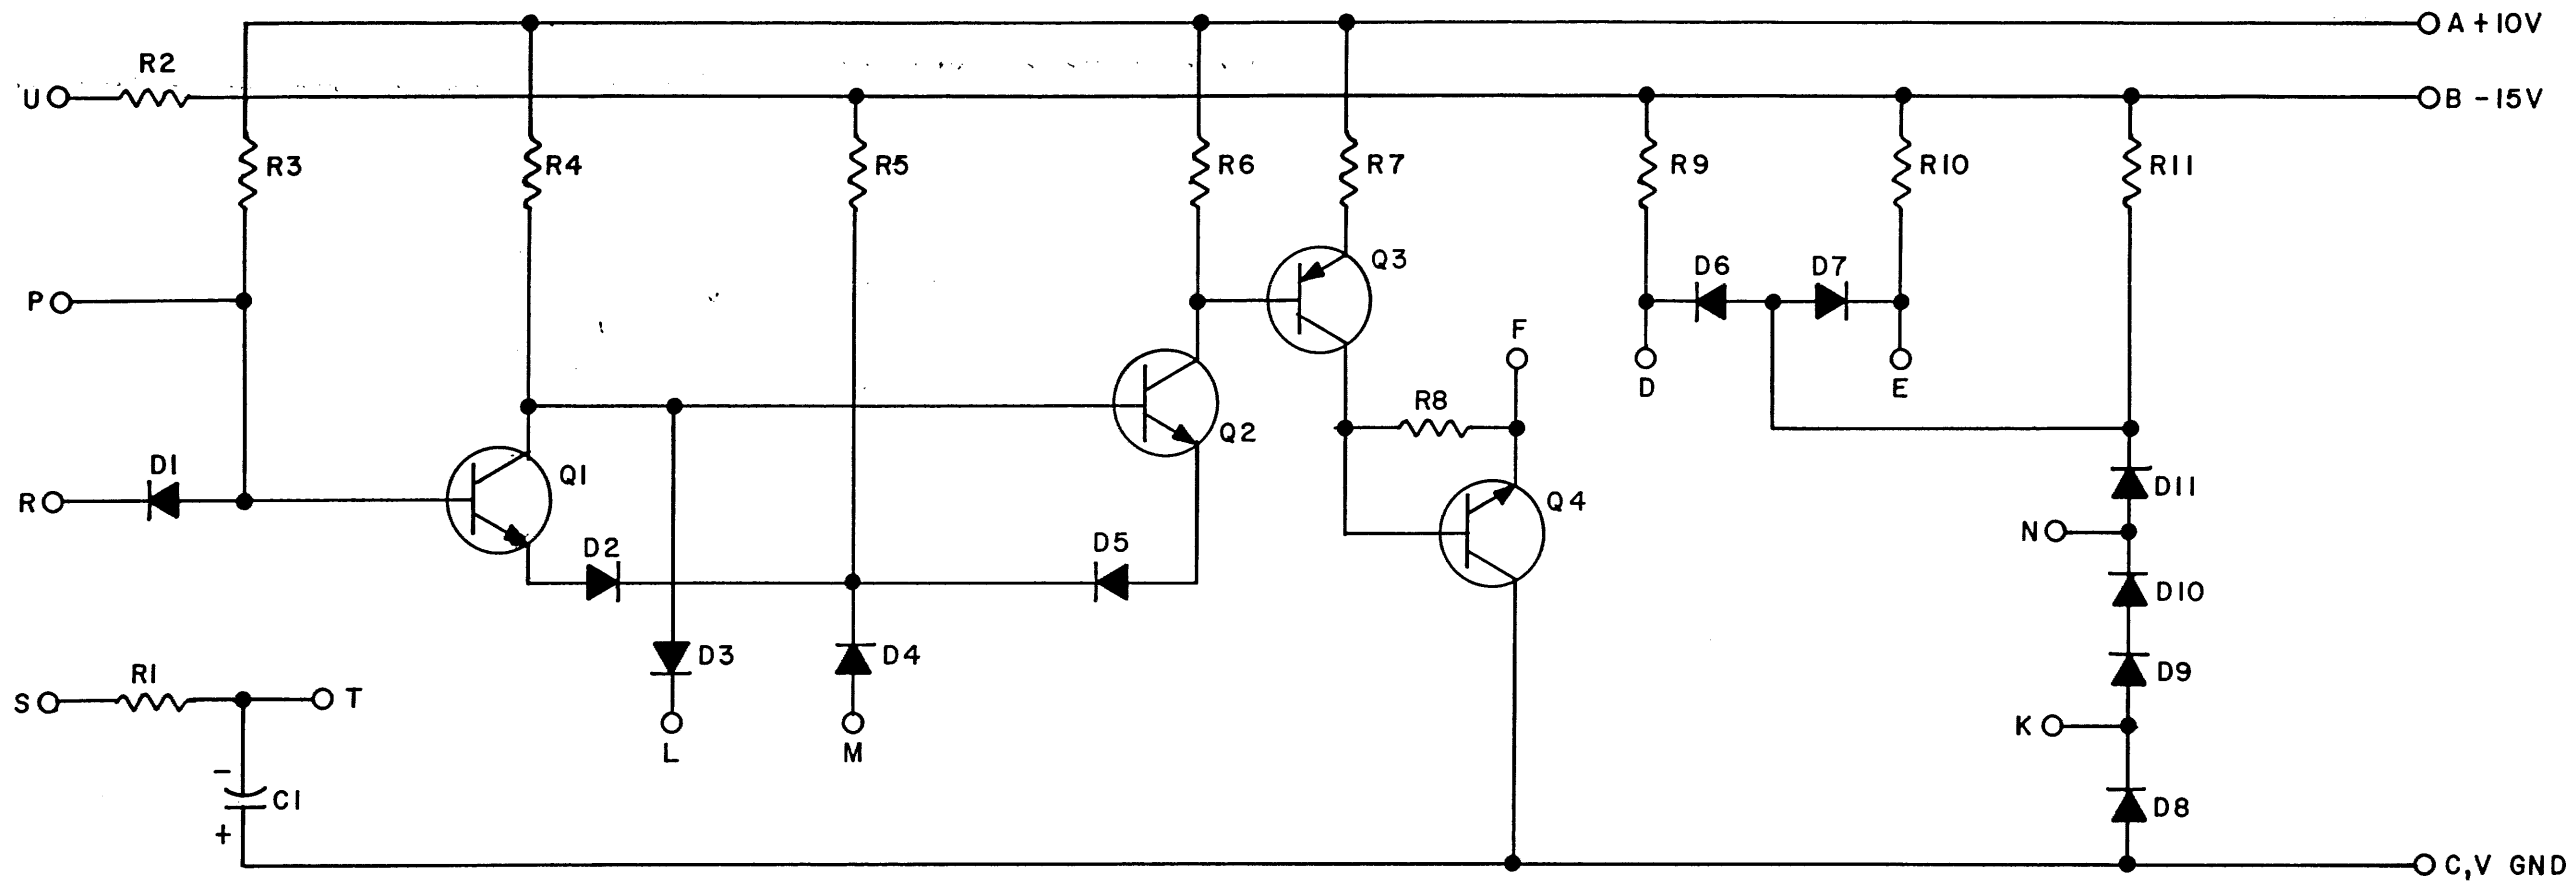 A +10V
R2
U
B -15V
R3
R4
R5
R6
R7
R9
R10
R11
Q3
D6
D7
P
F
D
E
R8
Q2
D1
Q1
D11
R
Q4
N
D2
D5
D10
D3
D4
D9
R1
S
T
K
L
M
-
C1
+
D8
C,V GND